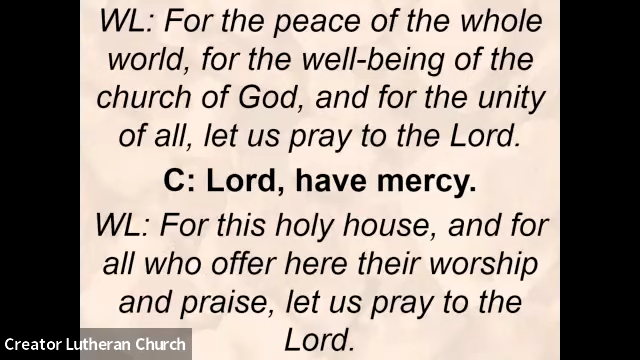 WL: For the peace of the whole
world, for the well-being of the
church of God, and for the unity
of all, let us pray to the Lord.
C: Lord, have mercy.
WL: For this holy house, and for
all who offer here their worship
and praise, let us pray to the
Lord.
Creator Lutheran Church